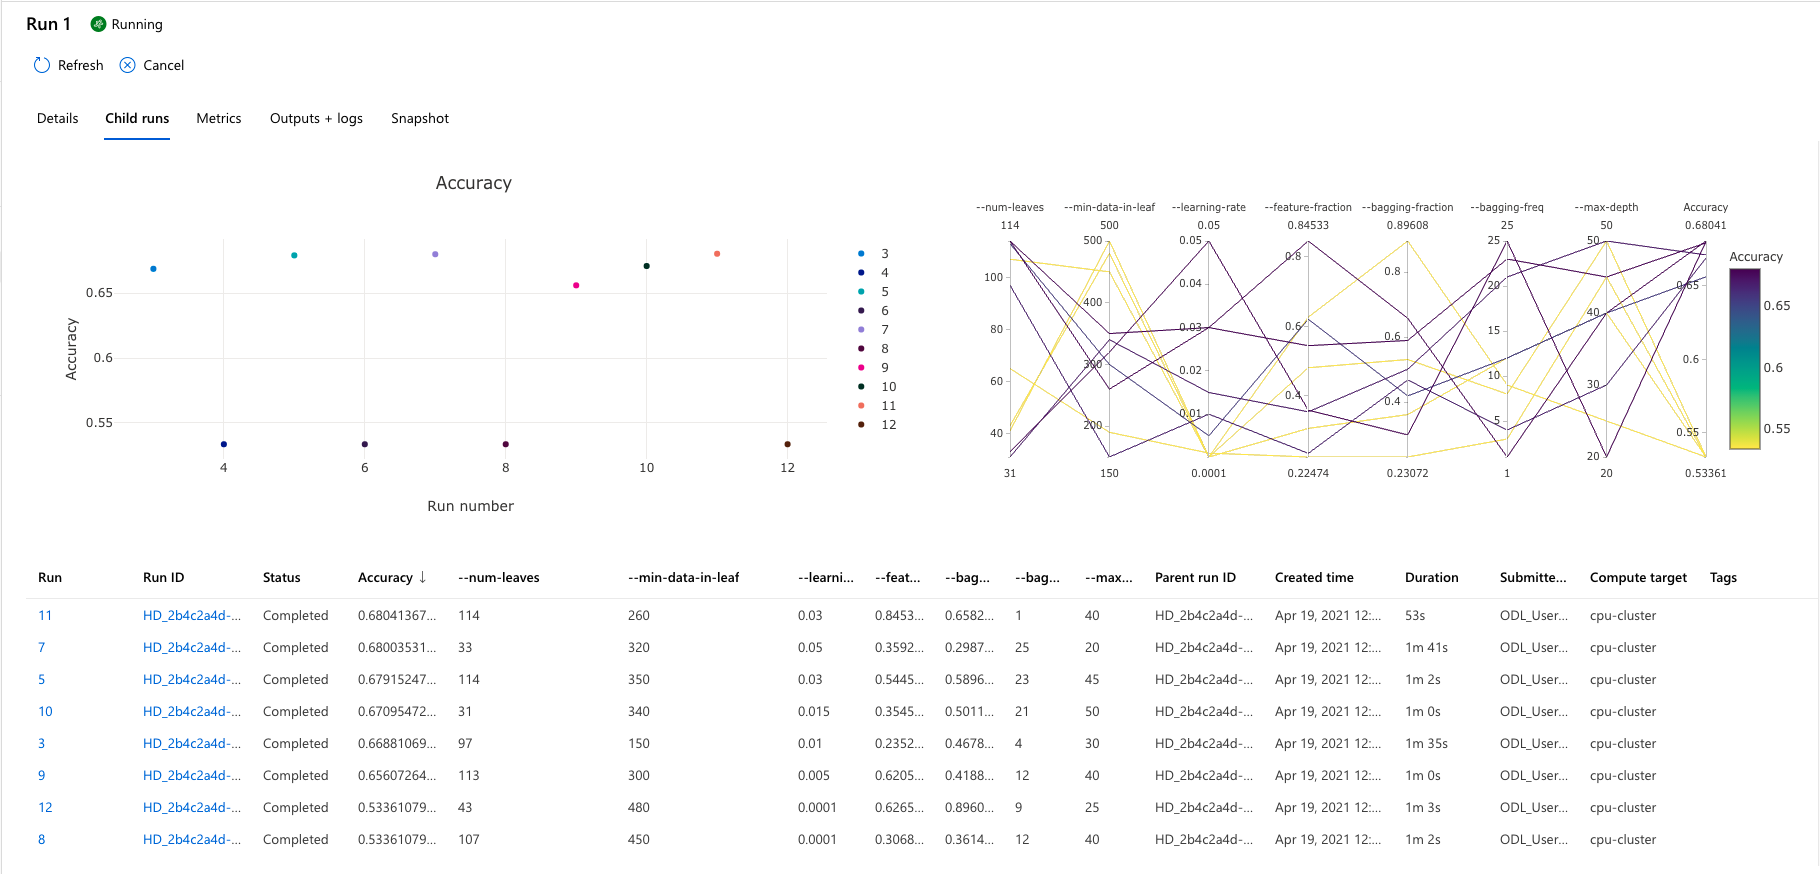 Run 1 Running
Refresh Cancel
Details Child runs Metrics Outputs + logs Snapshot
Accuracy
Accuracy
0.65
0.6
0.55
4 6 8 10 12
Run number
3
4
5
6
7
8
9
10
11
12
--num-leaves --min-data-in-leaf --learning-rate --feature-fraction --bagging-fraction --bagging-freq --max-depth Accuracy
114 500 0.05 0.84533 0.89608 25 50 0.68041
100
80
60
40
500
400
300
200
0.05
0.04
0.03
0.02
0.01
0.8
0.6
0.4
0.8
0.6
0.4
25
20
15
10
5
50
40
30
20
0.65
0.6
0.55
31 150 0.0001 0.22474 0.23072 1 20 0.53361
Accuracy
0.65
0.6
0.55
Run Run ID Status Accuracy ↓ --num-leaves --min-data-in-leaf --learni... --feat... --bag... --bag... --max... Parent run ID Created time Duration Submitte... Compute target Tags
11 HD_2b4c2a4d-... Completed 0.68041367... 114 260 0.03 0.8453... 0.6582... 1 40 HD_2b4c2a4d-... Apr 19, 2021 12:... 53s ODL_User... cpu-cluster
7 HD_2b4c2a4d-... Completed 0.68003531... 33 320 0.05 0.3592... 0.2987... 25 20 HD_2b4c2a4d-... Apr 19, 2021 12:... 1m 41s ODL_User... cpu-cluster
5 HD_2b4c2a4d-... Completed 0.67915247... 114 350 0.03 0.5445... 0.5896... 23 45 HD_2b4c2a4d-... Apr 19, 2021 12:... 1m 2s ODL_User... cpu-cluster
10 HD_2b4c2a4d-... Completed 0.67095472... 31 340 0.015 0.3545... 0.5011... 21 50 HD_2b4c2a4d-... Apr 19, 2021 12:... 1m 0s ODL_User... cpu-cluster
3 HD_2b4c2a4d-... Completed 0.66881069... 97 150 0.01 0.2352... 0.4678... 4 30 HD_2b4c2a4d-... Apr 19, 2021 12:... 1m 35s ODL_User... cpu-cluster
9 HD_2b4c2a4d-... Completed 0.65607264... 113 300 0.005 0.6205... 0.4188... 12 40 HD_2b4c2a4d-... Apr 19, 2021 12:... 1m 0s ODL_User... cpu-cluster
12 HD_2b4c2a4d-... Completed 0.53361079... 43 480 0.0001 0.6265... 0.8960... 9 25 HD_2b4c2a4d-... Apr 19, 2021 12:... 1m 3s ODL_User... cpu-cluster
8 HD_2b4c2a4d-... Completed 0.53361079... 107 450 0.0001 0.3068... 0.3614... 12 40 HD_2b4c2a4d-... Apr 19, 2021 12:... 1m 2s ODL_User... cpu-cluster